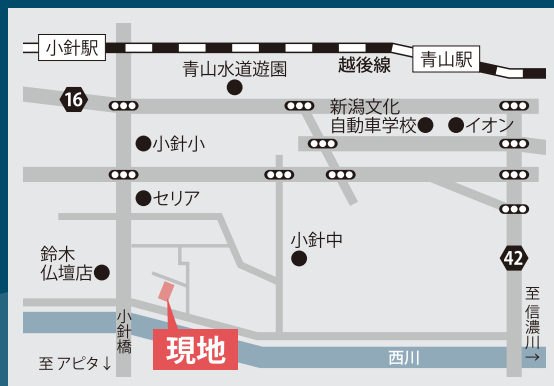 小針駅
越後線
青山駅
青山水道遊園
16
新潟文化
自動車学校
イオン
小針小
セリア
小針中
鈴木
仏壇店
42
小針橋
現地
至 信濃川→
西川
至 アピタ↓